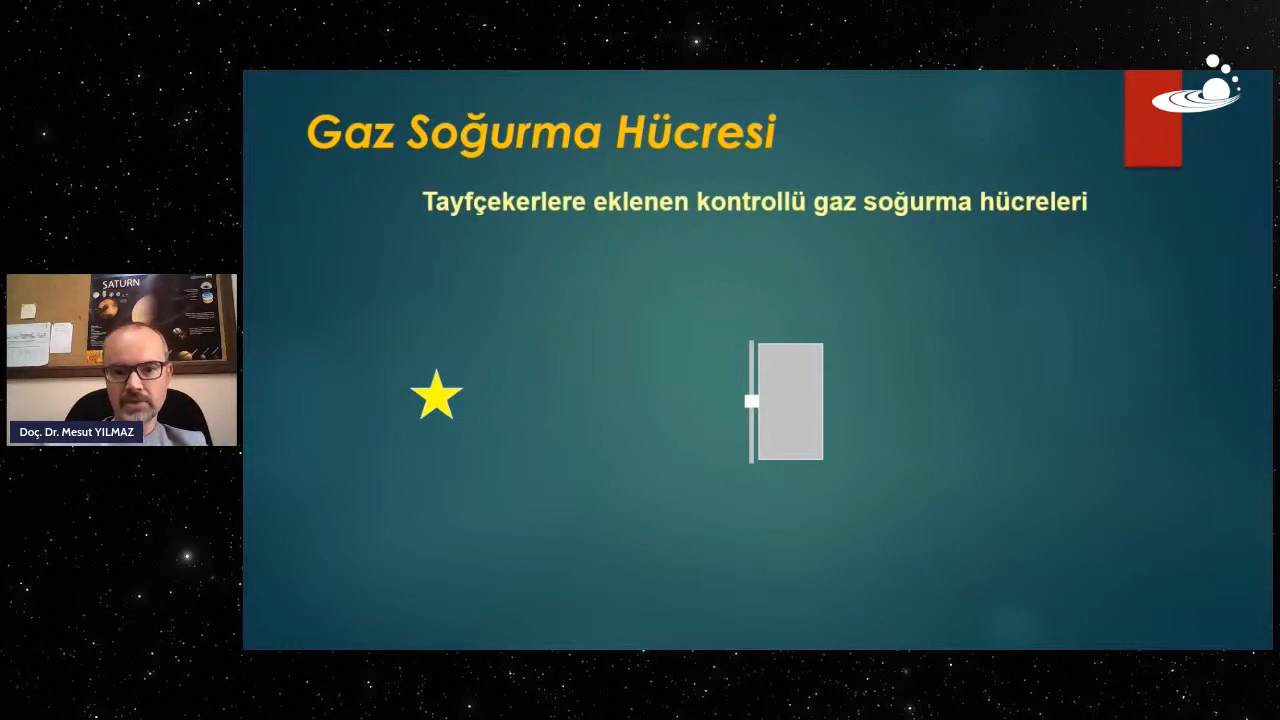 Gaz Soğurma Hücresi
Tayfçekerlere eklenen kontrollü gaz soğurma hücreleri
SATURN
Doç. Dr. Mesut YILMAZ